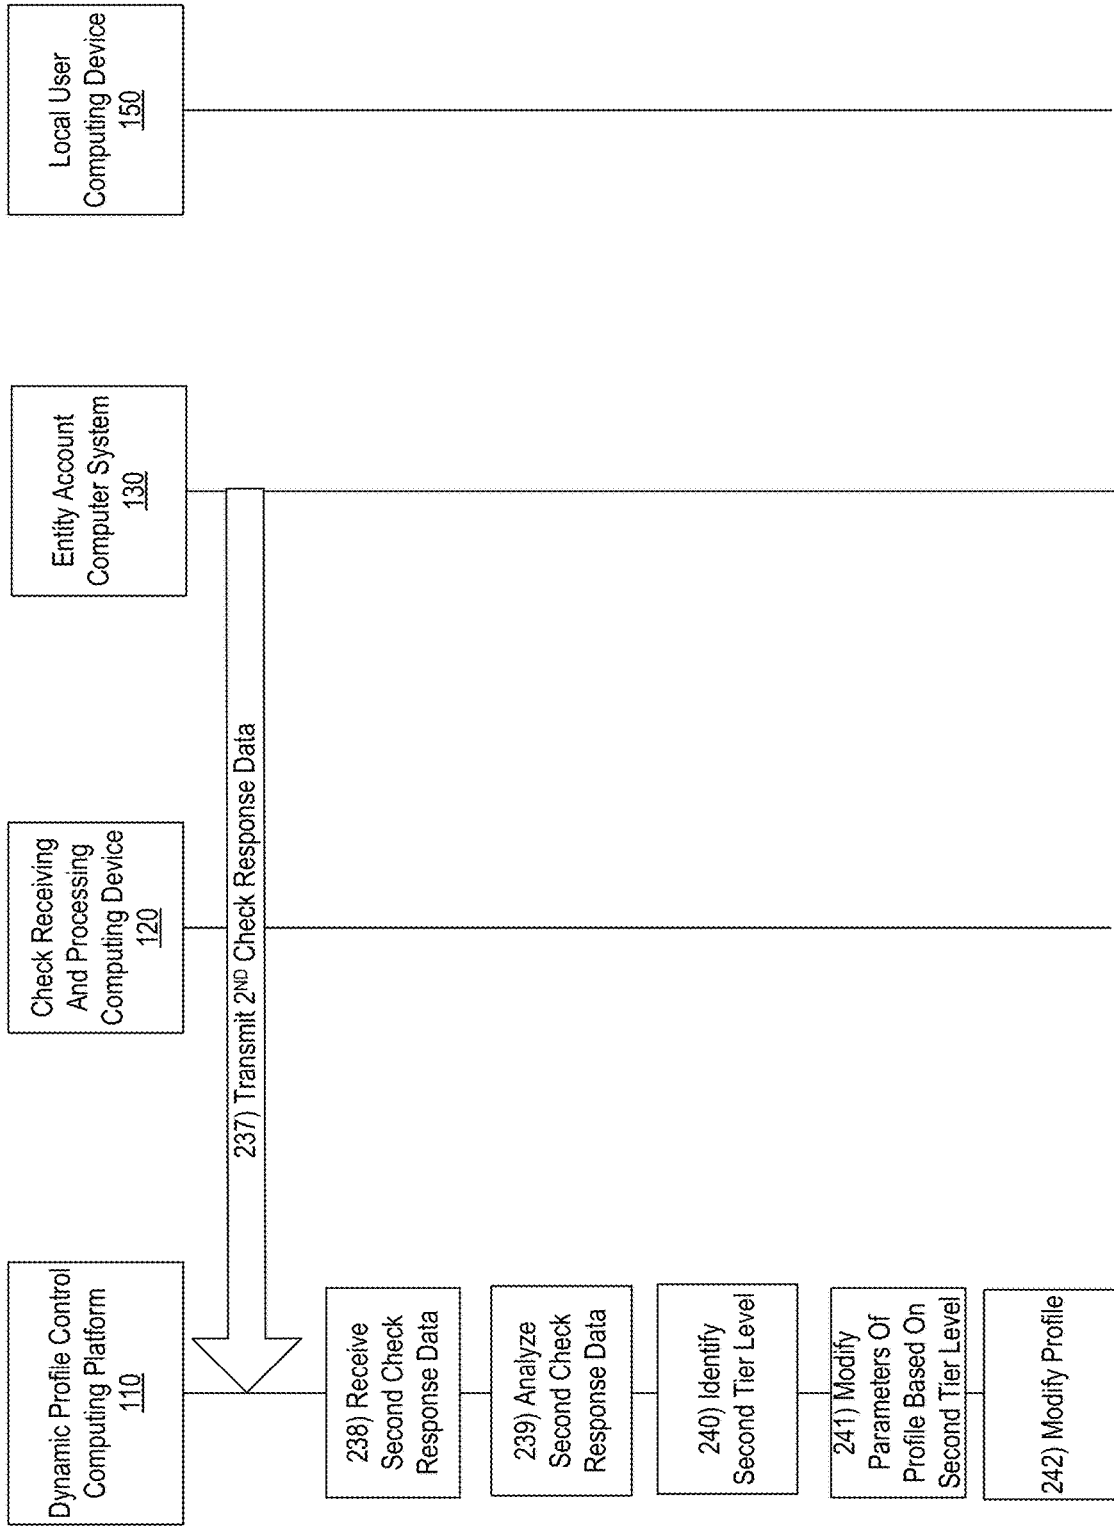 Dynamic Profile Control
Computing Platform
110
Check Receiving
And Processing
Computing Device
120
Entity Account
Computer System
130
Local User
Computing Device
150
237) Transmit 2ND Check Response Data
238) Receive
Second Check
Response Data
239) Analyze
Second Check
Response Data
240) Identify
Second Tier Level
241) Modify
Parameters Of
Profile Based On
Second Tier Level
242) Modify Profile